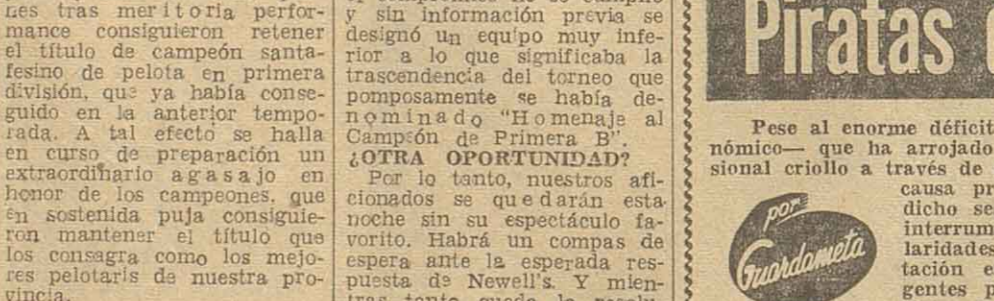 nes tras meritoria perfor-
mance consiguieron retener
el título de campeón santa-
fesino de pelota en primera
división, que ya había conse-
guido en la anterior tempo-
rada. A tal efecto se halla
en curso de preparación un
extraordinario agasajo en
honor de los campeones, que
en sostenida puja consiguie-
ron mantener el título que
los consagra como los mejo-
res pelotaris de nuestra pro-
vincia.
y sin información previa se
designó un equipo muy infe-
rior a lo que significaba la
trascendencia del torneo que
pomposamente se había de-
nominado "Homenaje al
Campeón de Primera B".
¿OTRA OPORTUNIDAD?
Por lo tanto, nuestros afi-
cionados se quedarán esta
noche sin su espectáculo fa-
vorito. Habrá un compas de
espera ante la esperada res-
puesta de Newell's. Y mien-
tras tanto queda la
Piratas
Pese al enorme déficit
nómico— que ha arrojado
sional criollo a través de
causa pr
dicho se
interrum
laridades
tación e
gentes p
por
Guardameta